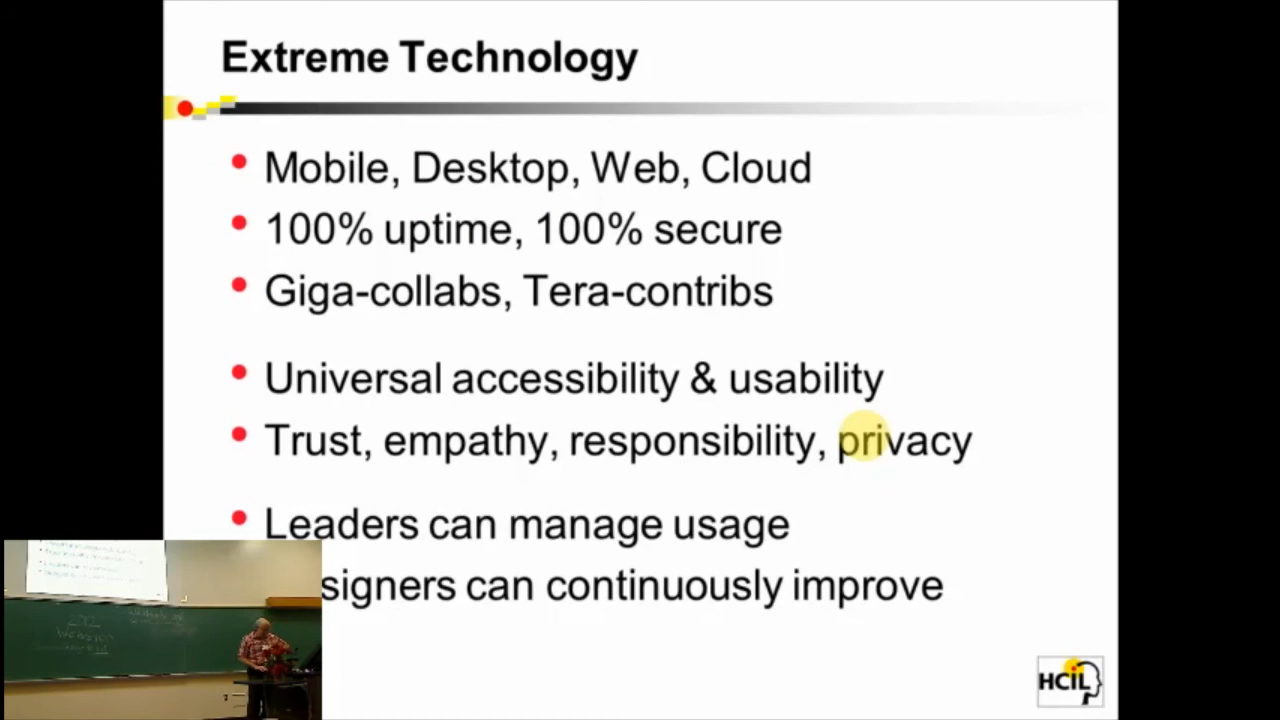 Extreme Technology
Mobile, Desktop, Web, Cloud
100% uptime, 100% secure
Giga-collabs, Tera-contribs
Universal accessibility & usability
Trust, empathy, responsibility, privacy
Leaders can manage usage
signers can continuously improve
HCIL